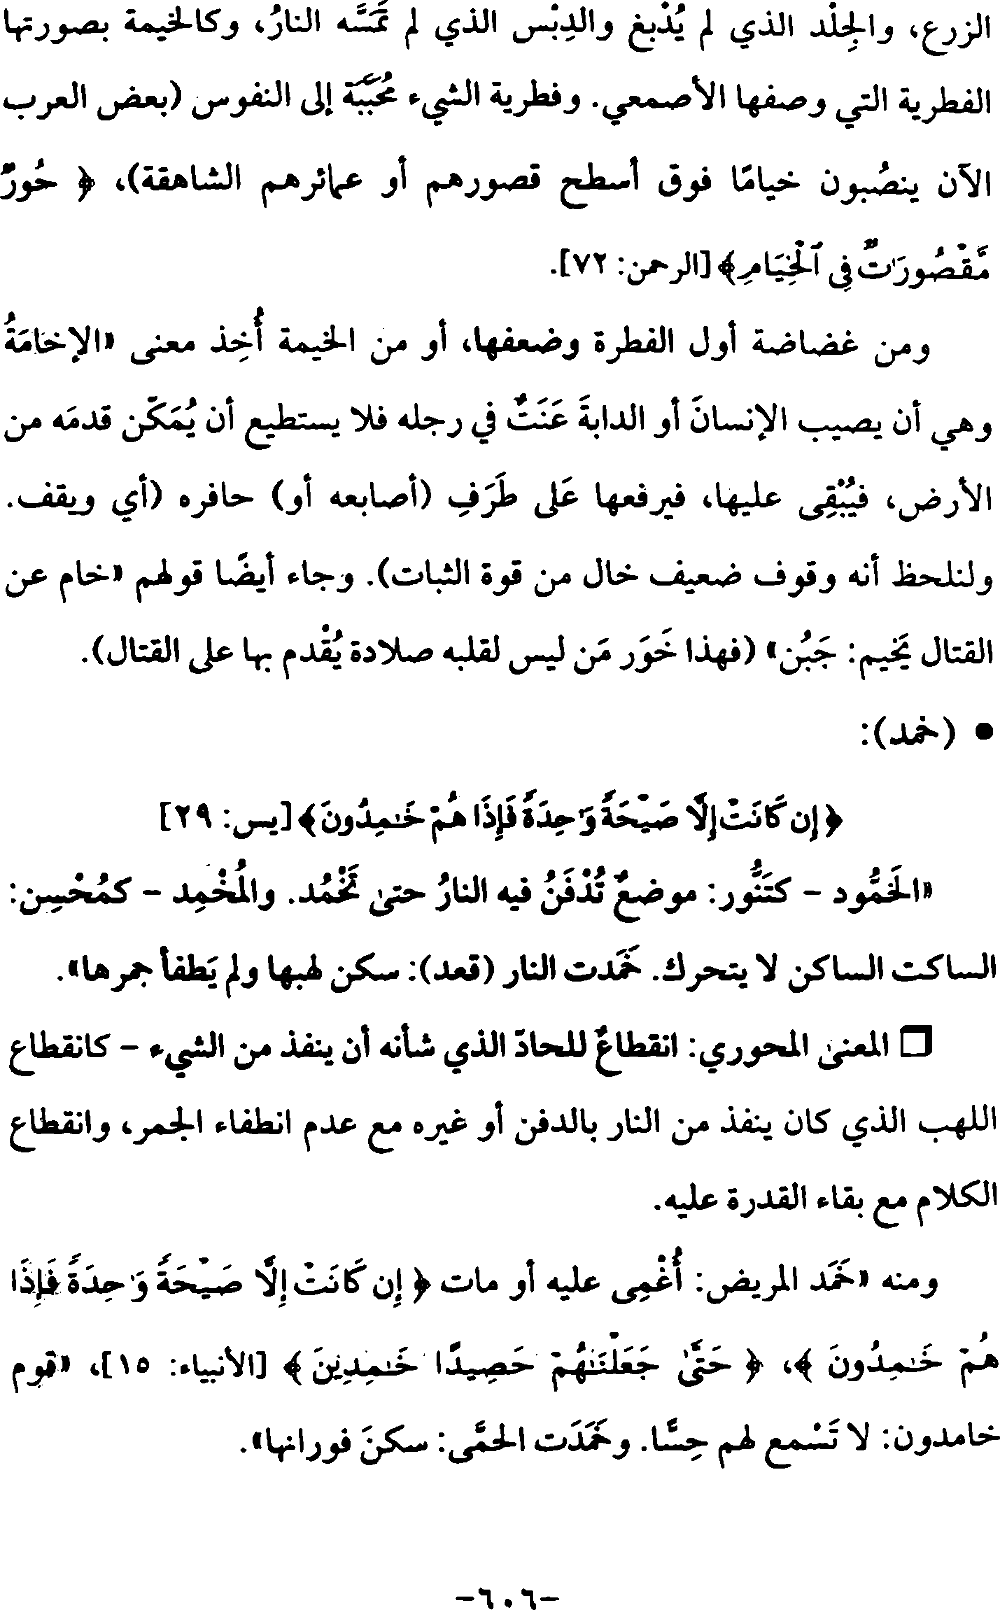 الزرع، والجِلْد الذي لم يُدْبغ والدِبْس الذي لم تَمَسَّه النارُ، وكالخيمة بصورتها
الفطرية التي وصفها الأصمعي. وفطرية الشيء مُحَبَّبَة إلى النفوس (بعض العرب
الآن ينصُبون خيامًا فوق أسطح قصورهم أو عمائرهم الشاهقة)، ﴿ حُورٌ
مَّقْصُورَٰتٌ فِى ٱلْخِيَامِ﴾ [الرحمن: ٧٢].
ومن غضاضة أول الفطرة وضعفها، أو من الخيمة أُخِذ معنى «الإخامَةُ
وهي أن يصيب الإنسانَ أو الدابةَ عَنَتٌ في رجله فلا يستطيع أن يُمَكّن قدمَه من
الأرض، فيُبْقِى عليها، فيرفعها عَلى طَرَفِ (أصابعه أو) حافره (أي ويقف.
ولنلحظ أنه وقوف ضعيف خال من قوة الثبات). وجاء أيضًا قولهم «خام عن
القتال يَخيم: جَبُن» (فهذا خَوَر مَن ليس لقلبه صلادة يُقْدم بها على القتال).
• (خمد):
﴿ إِن كَانَتْ إِلَّا صَيْحَةً وَٰحِدَةً فَإِذَا هُمْ خَٰمِدُونَ﴾ [يس: ٢٩]
«الخَمُّود - كتَنُّور: موضعٌ تُدْفَنُ فيه النارُ حتىٰ تَخْمُد. والمُخْمِد - كمُحْسِن:
الساكت الساكن لا يتحرك. خَمَدت النار (قعد): سكن لهبها ولم يَطفأ جمرها».
❒ المعنىٰ المحوري: انقطاعٌ للحادّ الذي شأنه أن ينفذ من الشيء - كانقطاع
اللهب الذي كان ينفذ من النار بالدفن أو غيره مع عدم انطفاء الجمر، وانقطاع
الكلام مع بقاء القدرة عليه.
ومنه «خَمَد المريض: أُغْمِى عليه أو مات ﴿ إِن كَانَتْ إِلَّا صَيْحَةً وَٰحِدَةً فَإِذَا
هُمْ خَٰمِدُونَ ﴾، ﴿ حَتَّىٰ جَعَلْنَٰهُمْ حَصِيدًا خَٰمِدِينَ ﴾ [الأنبياء: ١٥]، «قوم
خامدون: لا تَسْمع لهم حِسًّا. وخَمَدَت الحمَّى: سكنَ فورانها».
-٦٠٦-